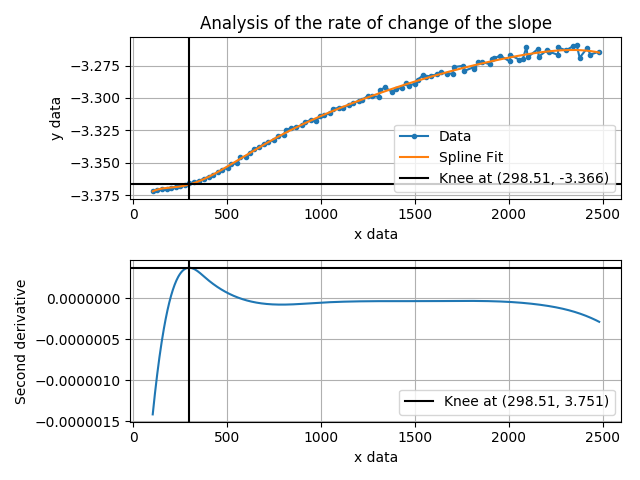 Analysis of the rate of change of the slope
y data
−3.275
−3.300
−3.325
−3.350
−3.375
Data
Spline Fit
Knee at (298.51, -3.366)
0
500
1000
1500
2000
2500
x data
Second derivative
0.0000000
−0.0000005
−0.0000010
−0.0000015
Knee at (298.51, 3.751)
0
500
1000
1500
2000
2500
x data